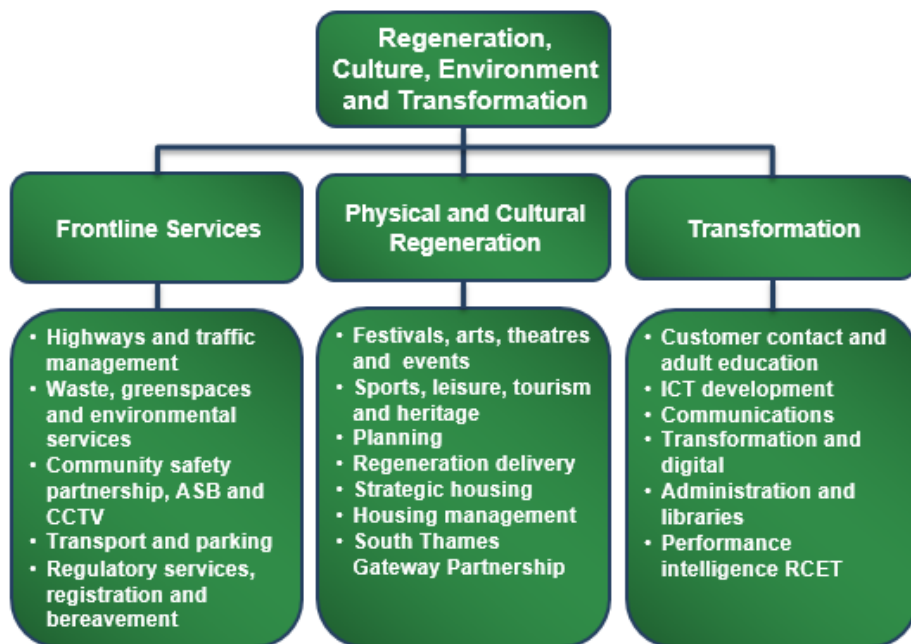 Regeneration,
Culture, Environment
and Transformation
Frontline Services
Physical and Cultural
Regeneration
Transformation
• Highways and traffic
management
• Waste, greenspaces
and environmental
services
• Community safety
partnership, ASB and
CCTV
• Transport and parking
• Regulatory services,
registration and
bereavement
• Festivals, arts, theatres
and events
• Sports, leisure, tourism
and heritage
• Planning
• Regeneration delivery
• Strategic housing
• Housing management
• South Thames
Gateway Partnership
• Customer contact and
adult education
• ICT development
• Communications
• Transformation and
digital
• Administration and
libraries
• Performance
intelligence RCET